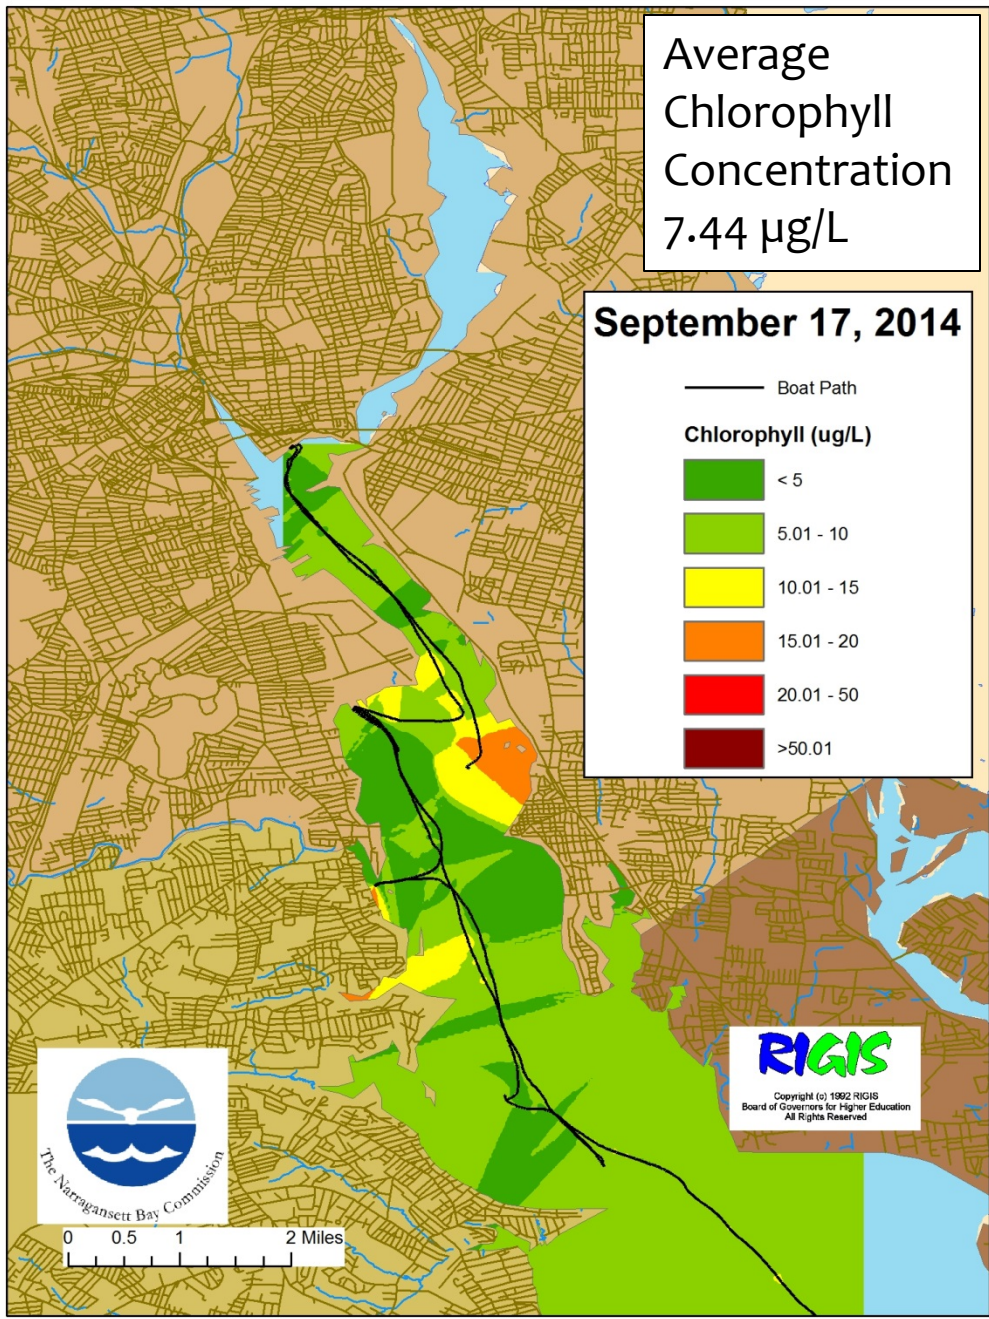 Average
Chlorophyll
Concentration
7.44 µg/L
September 17, 2014
Boat Path
Chlorophyll (ug/L)
< 5
5.01 - 10
10.01 - 15
15.01 - 20
20.01 - 50
>50.01
RIGIS
Copyright (c) 1992 RIGIS
Board of Governors for Higher Education
All Rights Reserved
The Narragansett Bay Commission
0 0.5 1 2 Miles